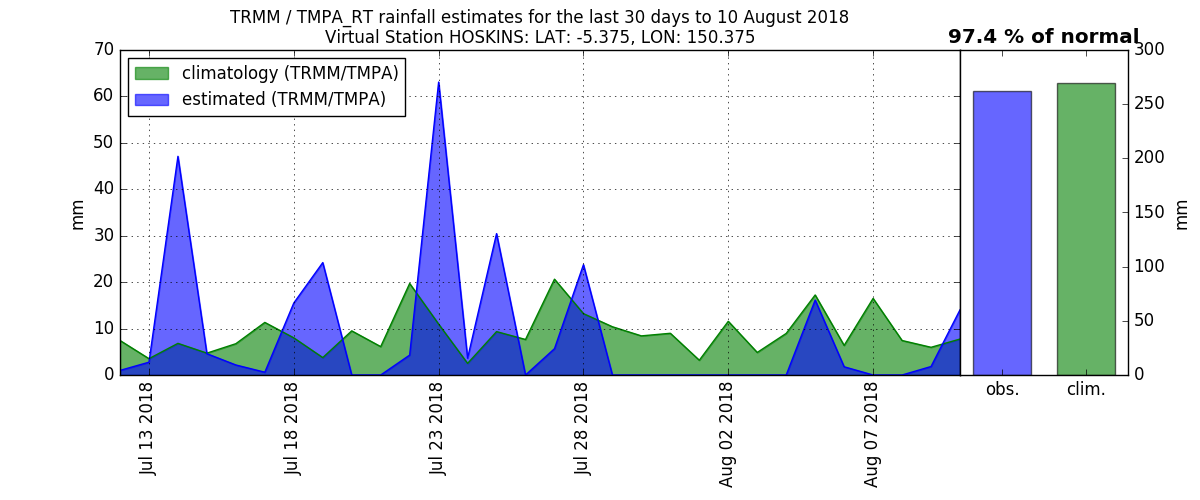 TRMM / TMPA_RT rainfall estimates for the last 30 days to 10 August 2018
Virtual Station HOSKINS: LAT: -5.375, LON: 150.375
97.4 % of normal
climatology (TRMM/TMPA)
estimated (TRMM/TMPA)
mm
70
60
50
40
30
20
10
0
Jul 13 2018
Jul 18 2018
Jul 23 2018
Jul 28 2018
Aug 02 2018
Aug 07 2018
obs.
clim.
300
250
200
150
100
50
0
mm